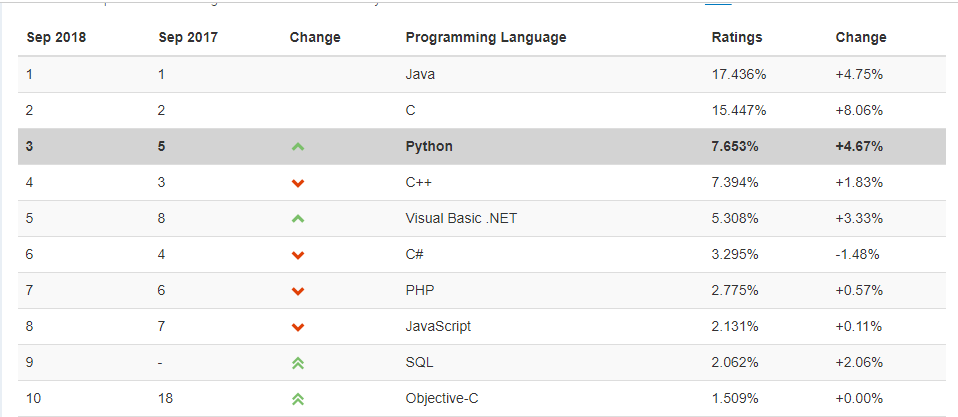 Sep 2018 Sep 2017 Change Programming Language Ratings Change
1 1 Java 17.436% +4.75%
2 2 C 15.447% +8.06%
3 5 Python 7.653% +4.67%
4 3 C++ 7.394% +1.83%
5 8 Visual Basic .NET 5.308% +3.33%
6 4 C# 3.295% -1.48%
7 6 PHP 2.775% +0.57%
8 7 JavaScript 2.131% +0.11%
9 - SQL 2.062% +2.06%
10 18 Objective-C 1.509% +0.00%